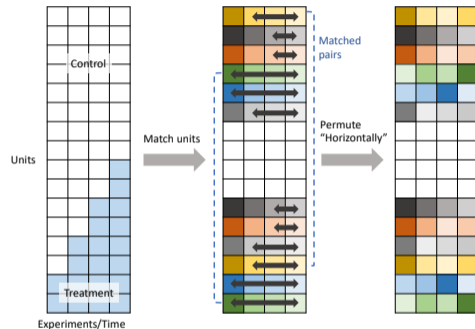 Control
Matched
pairs
Match units
Permute
"Horizontally"
Units
Treatment
Experiments/Time